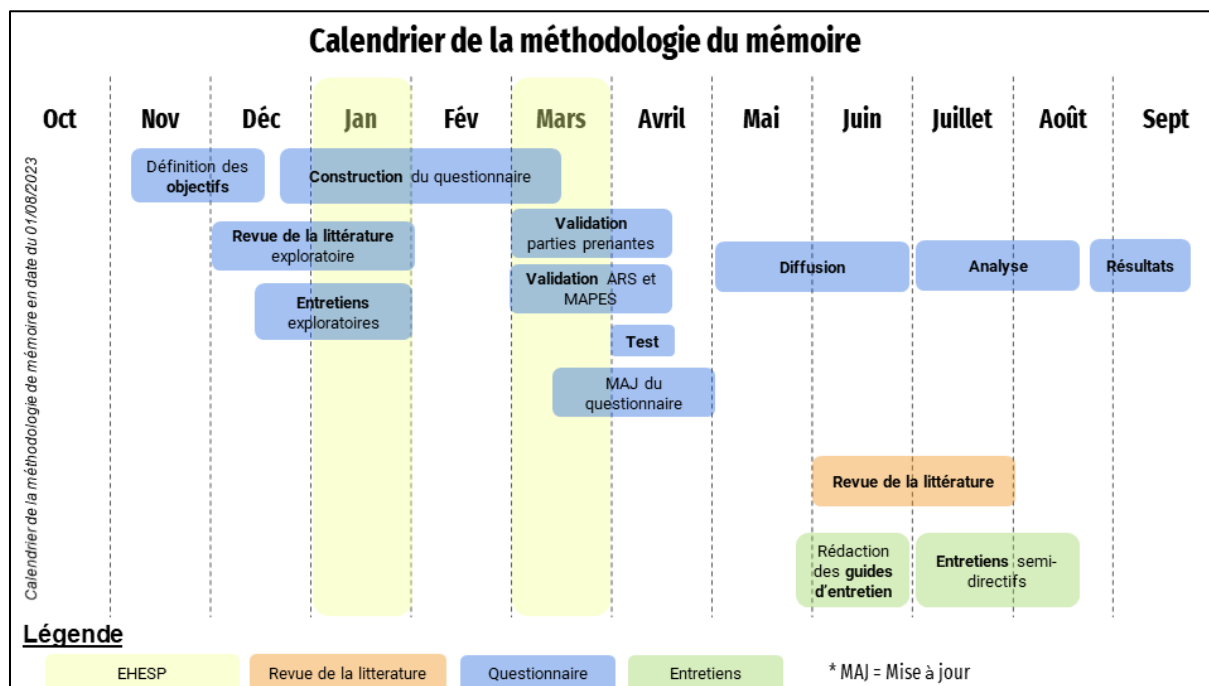 Calendrier de la méthodologie du mémoire
Oct Nov Déc Jan Fév Mars Avril Mai Juin Juillet Août Sept
Calendrier de la méthodologie de mémoire en date du 01/08/2023
Définition des
objectifs
Construction du questionnaire
Revue de la littérature
exploratoire
Validation
parties prenantes
Diffusion
Analyse
Résultats
Entretiens
exploratoires
Validation ARS et
MAPES
Test
MAJ du
questionnaire
Revue de la littérature
Rédaction
des guides
d'entretien
Entretiens semi-
directifs
Légende
EHESP
Revue de la litterature
Questionnaire
Entretiens
* MAJ = Mise à jour